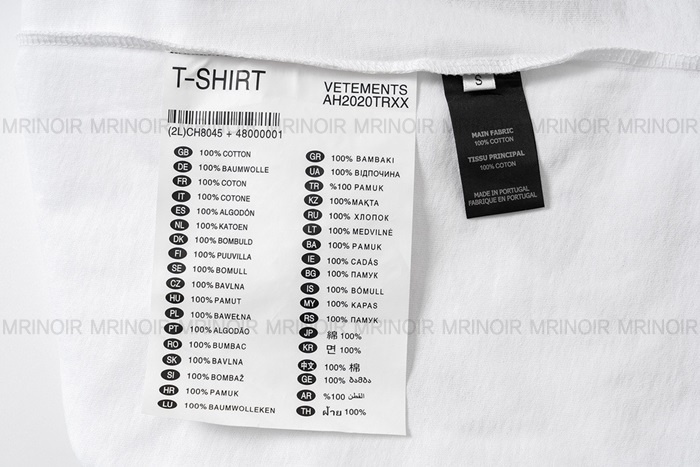 T-SHIRT
VETEMENTS
AH2020TRXX
(2L)CH8045 + 48000001
GB 100% COTTON
DE 100% BAUMWOLLE
FR 100% COTON
IT 100% COTONE
ES 100% ALGODÓN
NL 100% KATOEN
DK 100% BOMBULD
FI 100% PUUVILLA
SE 100% BOMULL
CZ 100% BAVLNA
HU 100% PAMUT
PL 100% BAWEŁNA
PT 100% ALGODÃO
RO 100% BUMBAC
SK 100% BAVLNA
SI 100% BOMBAŽ
HR 100% PAMUK
LU 100% BAUMWOLLEKEN
GR 100% BAMBAKI
UA 100% ВІДПОЧИНА
TR %100 PAMUK
KZ 100% МАҚТА
RU 100% ХЛОПОК
LT 100% MEDVILNĖ
BA 100% PAMUK
IE 100% CADÁS
BG 100% ПАМУК
IS 100% BÓMULL
MY 100% KAPAS
RS 100% ПАМУК
JP 綿 100%
KR 면 100%
中文 100% 棉
GE 100% ბამბა
AR %100 القطن
TH ฝ้าย 100%
S
MAIN FABRIC
100% COTTON
TISSU PRINCIPAL
100% COTON
MADE IN PORTUGAL
FABRIQUE EN PORTUGAL
MRINOIR MRINOIR MRINOIR MRINOIR MRINOIR MRINOIR MRINOIR MRINOIR
MRINOIR MRINOIR MRINOIR MRINOIR MRINOIR MRINOIR MRINOIR MRINOIR